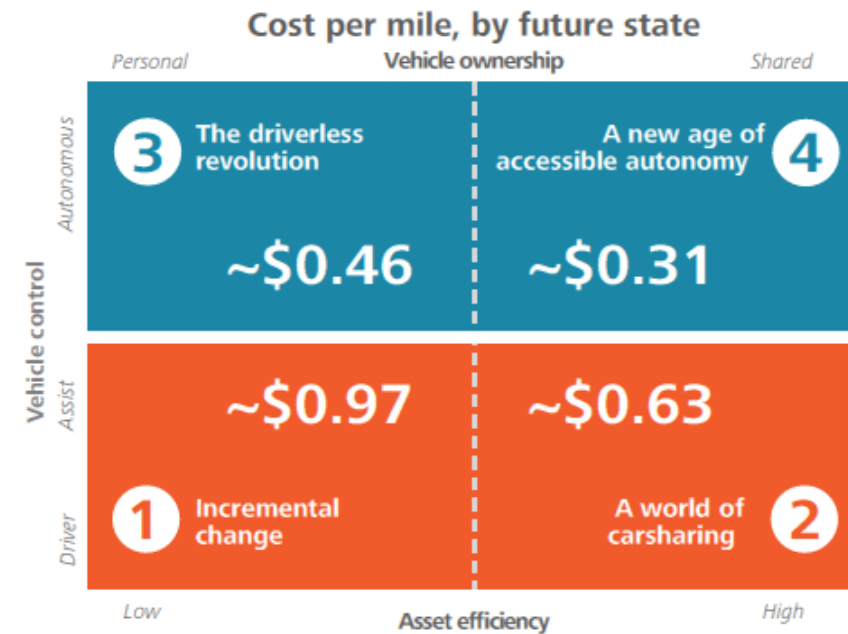 Cost per mile, by future state
Personal
Vehicle ownership
Shared
Vehicle control
Autonomous
3
The driverless
revolution
~$0.46
A new age of
accessible autonomy
4
~$0.31
Assist
~$0.97
~$0.63
Driver
1
Incremental
change
A world of
carsharing
2
Low
Asset efficiency
High